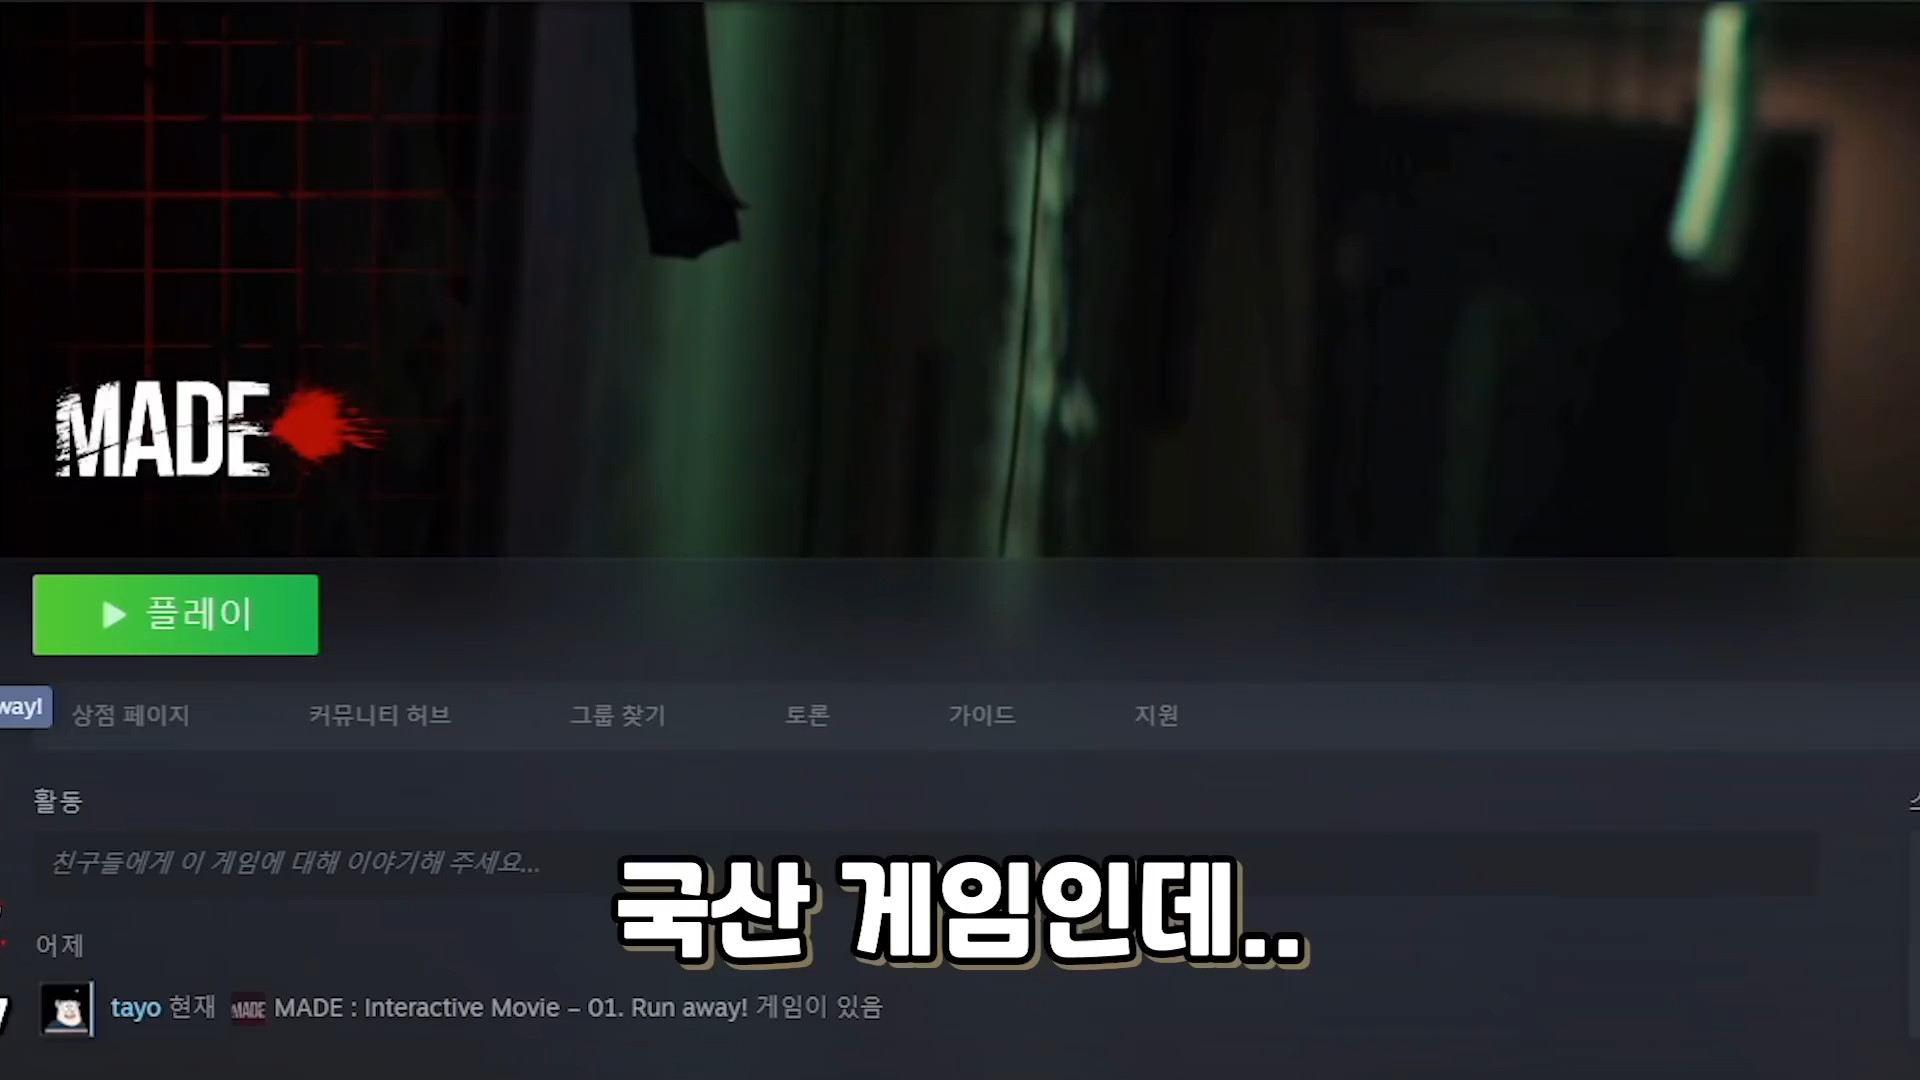 MADE
플레이
way!
상점 페이지 커뮤니티 허브 그룹 찾기 토론 가이드 지원
활동
친구들에게 이 게임에 대해 이야기해 주세요...
국산 게임인데..
어제
tayo 현재 MADE MADE : Interactive Movie – 01. Run away! 게임이 있음